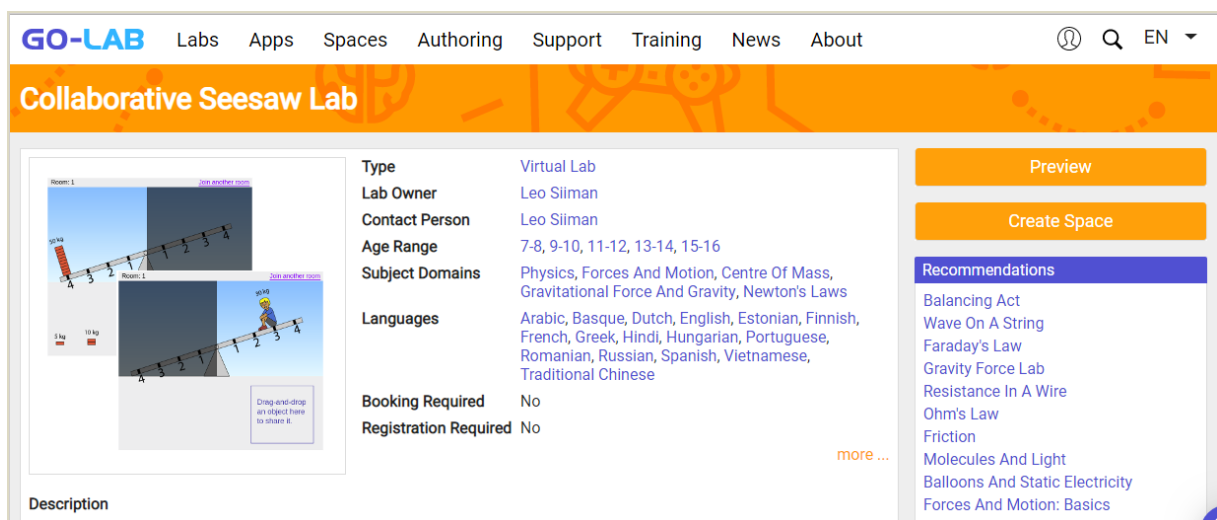 GO-LAB Labs Apps Spaces Authoring Support Training News About EN
Collaborative Seesaw Lab
Room: 1 Join another room
50 kg
4 3 2 1 1 2 3 4
5 kg 10 kg
Room: 1 Join another room
30 kg
4 3 2 1 1 2 3 4
Drag-and-drop
an object here
to share it.
Type Virtual Lab
Lab Owner Leo Siiman
Contact Person Leo Siiman
Age Range 7-8, 9-10, 11-12, 13-14, 15-16
Subject Domains Physics, Forces And Motion, Centre Of Mass,
Gravitational Force And Gravity, Newton's Laws
Languages Arabic, Basque, Dutch, English, Estonian, Finnish,
French, Greek, Hindi, Hungarian, Portuguese,
Romanian, Russian, Spanish, Vietnamese,
Traditional Chinese
Booking Required No
Registration Required No
more ...
Description
Preview
Create Space
Recommendations
Balancing Act
Wave On A String
Faraday's Law
Gravity Force Lab
Resistance In A Wire
Ohm's Law
Friction
Molecules And Light
Balloons And Static Electricity
Forces And Motion: Basics